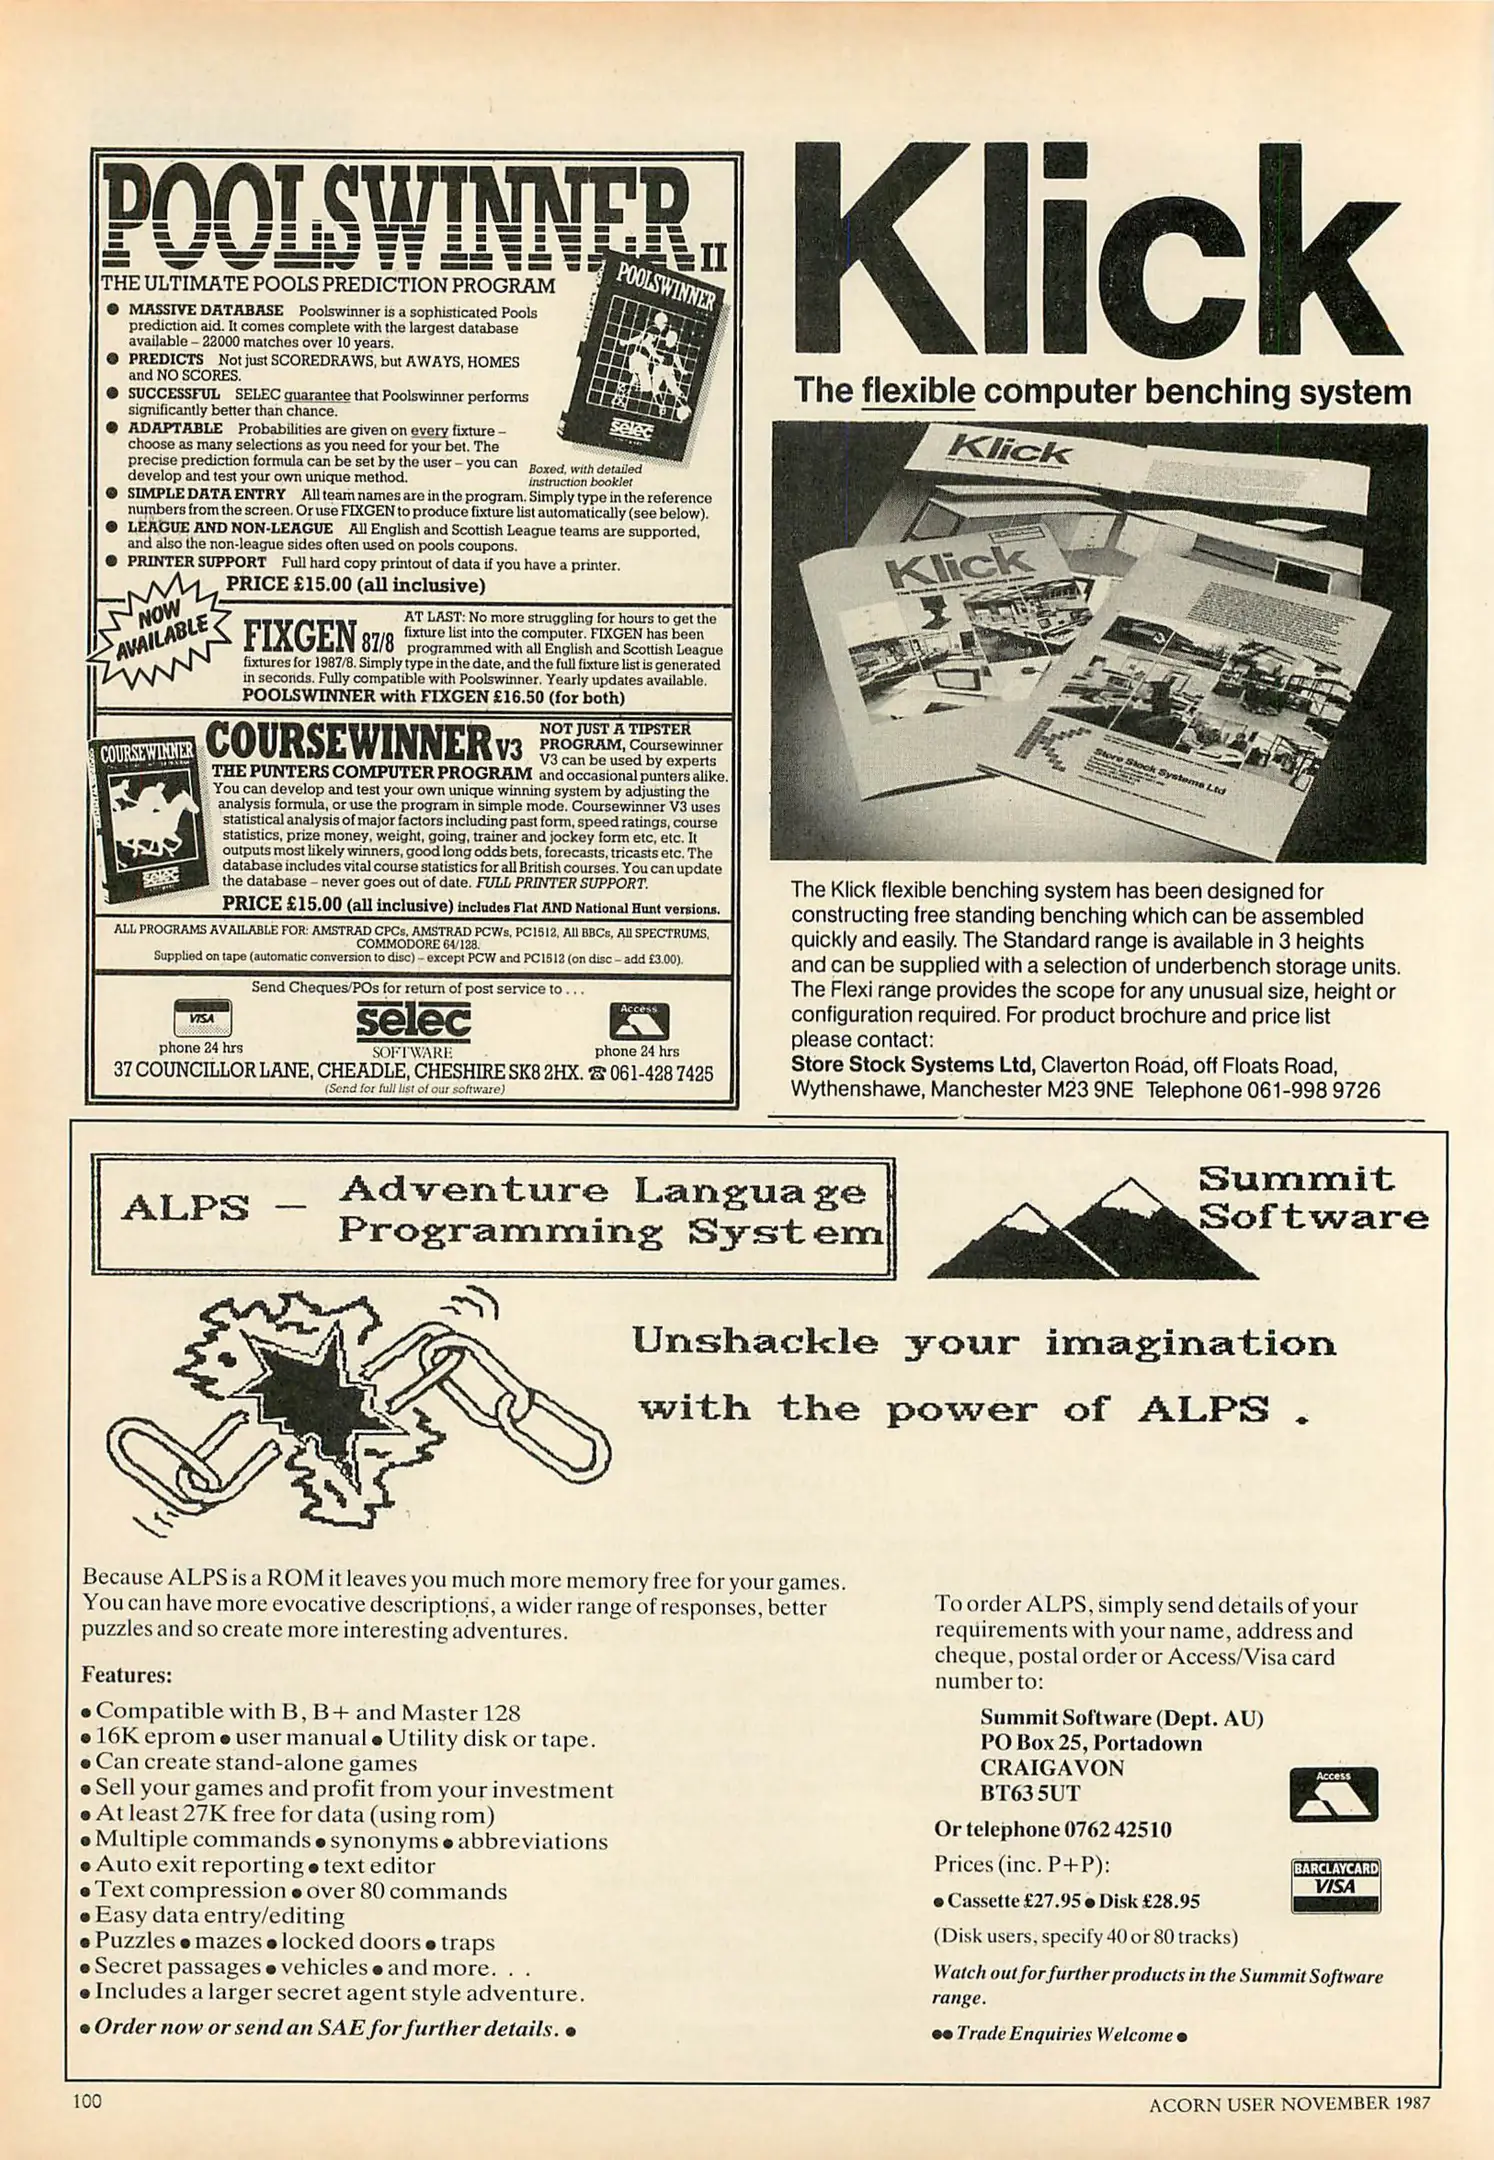 POOLSWINNER II
THE ULTIMATE POOLS PREDICTION PROGRAM
● MASSIVE DATABASE Poolswinner is a sophisticated Pools
prediction aid. It comes complete with the largest database
available – 22000 matches over 10 years.
● PREDICTS Not just SCOREDRAWS, but AWAYS, HOMES
and NO SCORES.
● SUCCESSFUL SELEC guarantee that Poolswinner performs
significantly better than chance.
● ADAPTABLE Probabilities are given on every fixture –
choose as many selections as you need for your bet. The
precise prediction formula can be set by the user – you can
develop and test your own unique method.
POOLSWINNER
selec
Boxed, with detailed
instruction booklet
● SIMPLE DATA ENTRY All team names are in the program. Simply type in the reference
numbers from the screen. Or use FIXGEN to produce fixture list automatically (see below).
● LEAGUE AND NON-LEAGUE All English and Scottish League teams are supported,
and also the non-league sides often used on pools coupons.
● PRINTER SUPPORT Full hard copy printout of data if you have a printer.
PRICE £15.00 (all inclusive)
NOW
AVAILABLE
FIXGEN 87/8
AT LAST: No more struggling for hours to get the
fixture list into the computer. FIXGEN has been
programmed with all English and Scottish League
fixtures for 1987/8. Simply type in the date, and the full fixture list is generated
in seconds. Fully compatible with Poolswinner. Yearly updates available.
POOLSWINNER with FIXGEN £16.50 (for both)
COURSEWINNER
selec
COURSEWINNER V3
THE PUNTERS COMPUTER PROGRAM
NOT JUST A TIPSTER
PROGRAM, Coursewinner
V3 can be used by experts
and occasional punters alike.
You can develop and test your own unique winning system by adjusting the
analysis formula, or use the program in simple mode. Coursewinner V3 uses
statistical analysis of major factors including past form, speed ratings, course
statistics, prize money, weight, going, trainer and jockey form etc, etc. It
outputs most likely winners, good long odds bets, forecasts, tricasts etc. The
database includes vital course statistics for all British courses. You can update
the database – never goes out of date. FULL PRINTER SUPPORT.
PRICE £15.00 (all inclusive) includes Flat AND National Hunt versions.
ALL PROGRAMS AVAILABLE FOR: AMSTRAD CPCs, AMSTRAD PCWs, PC1512, All BBCs, All SPECTRUMS,
COMMODORE 64/128.
Supplied on tape (automatic conversion to disc) – except PCW and PC1512 (on disc – add £3.00).
Send Cheques/POs for return of post service to . . .
VISA
phone 24 hrs
selec
SOFTWARE
Access
phone 24 hrs
37 COUNCILLOR LANE, CHEADLE, CHESHIRE SK8 2HX. ☎ 061-428 7425
(Send for full list of our software)
Klick
The flexible computer benching system
Klick
Klick
Store Stock Systems Ltd
The Klick flexible benching system has been designed for
constructing free standing benching which can be assembled
quickly and easily. The Standard range is available in 3 heights
and can be supplied with a selection of underbench storage units.
The Flexi range provides the scope for any unusual size, height or
configuration required. For product brochure and price list
please contact:
Store Stock Systems Ltd, Claverton Road, off Floats Road,
Wythenshawe, Manchester M23 9NE Telephone 061-998 9726
ALPS – Adventure Language
Programming System
Summit
Software
Unshackle your imagination
with the power of ALPS .
Because ALPS is a ROM it leaves you much more memory free for your games.
You can have more evocative descriptions, a wider range of responses, better
puzzles and so create more interesting adventures.
Features:
● Compatible with B, B+ and Master 128
● 16K eprom ● user manual ● Utility disk or tape.
● Can create stand-alone games
● Sell your games and profit from your investment
● At least 27K free for data (using rom)
● Multiple commands ● synonyms ● abbreviations
● Auto exit reporting ● text editor
● Text compression ● over 80 commands
● Easy data entry/editing
● Puzzles ● mazes ● locked doors ● traps
● Secret passages ● vehicles ● and more. . .
● Includes a larger secret agent style adventure.
● Order now or send an SAE for further details. ●
To order ALPS, simply send details of your
requirements with your name, address and
cheque, postal order or Access/Visa card
number to:
Summit Software (Dept. AU)
PO Box 25, Portadown
CRAIGAVON
BT63 5UT
Or telephone 0762 42510
Prices (inc. P+P):
● Cassette £27.95 ● Disk £28.95
(Disk users, specify 40 or 80 tracks)
Access
BARCLAYCARD
VISA
Watch out for further products in the Summit Software
range.
●● Trade Enquiries Welcome ●
100
ACORN USER NOVEMBER 1987